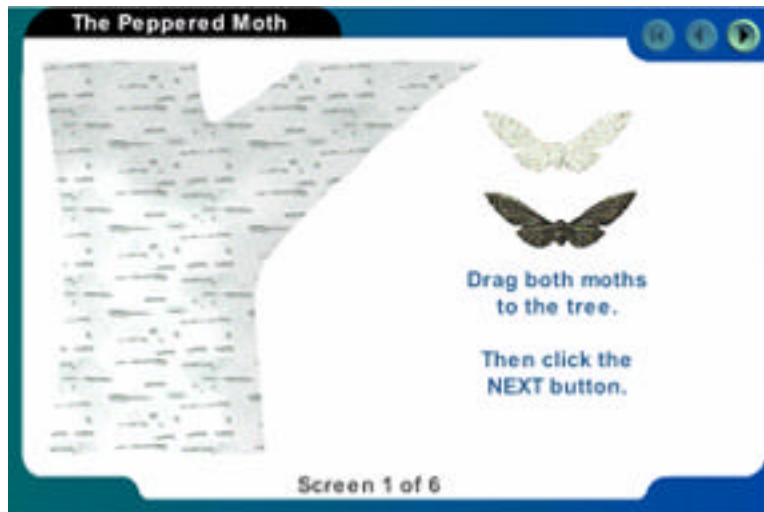 The Peppered Moth
Drag both moths
to the tree.
Then click the
NEXT button.
Screen 1 of 6